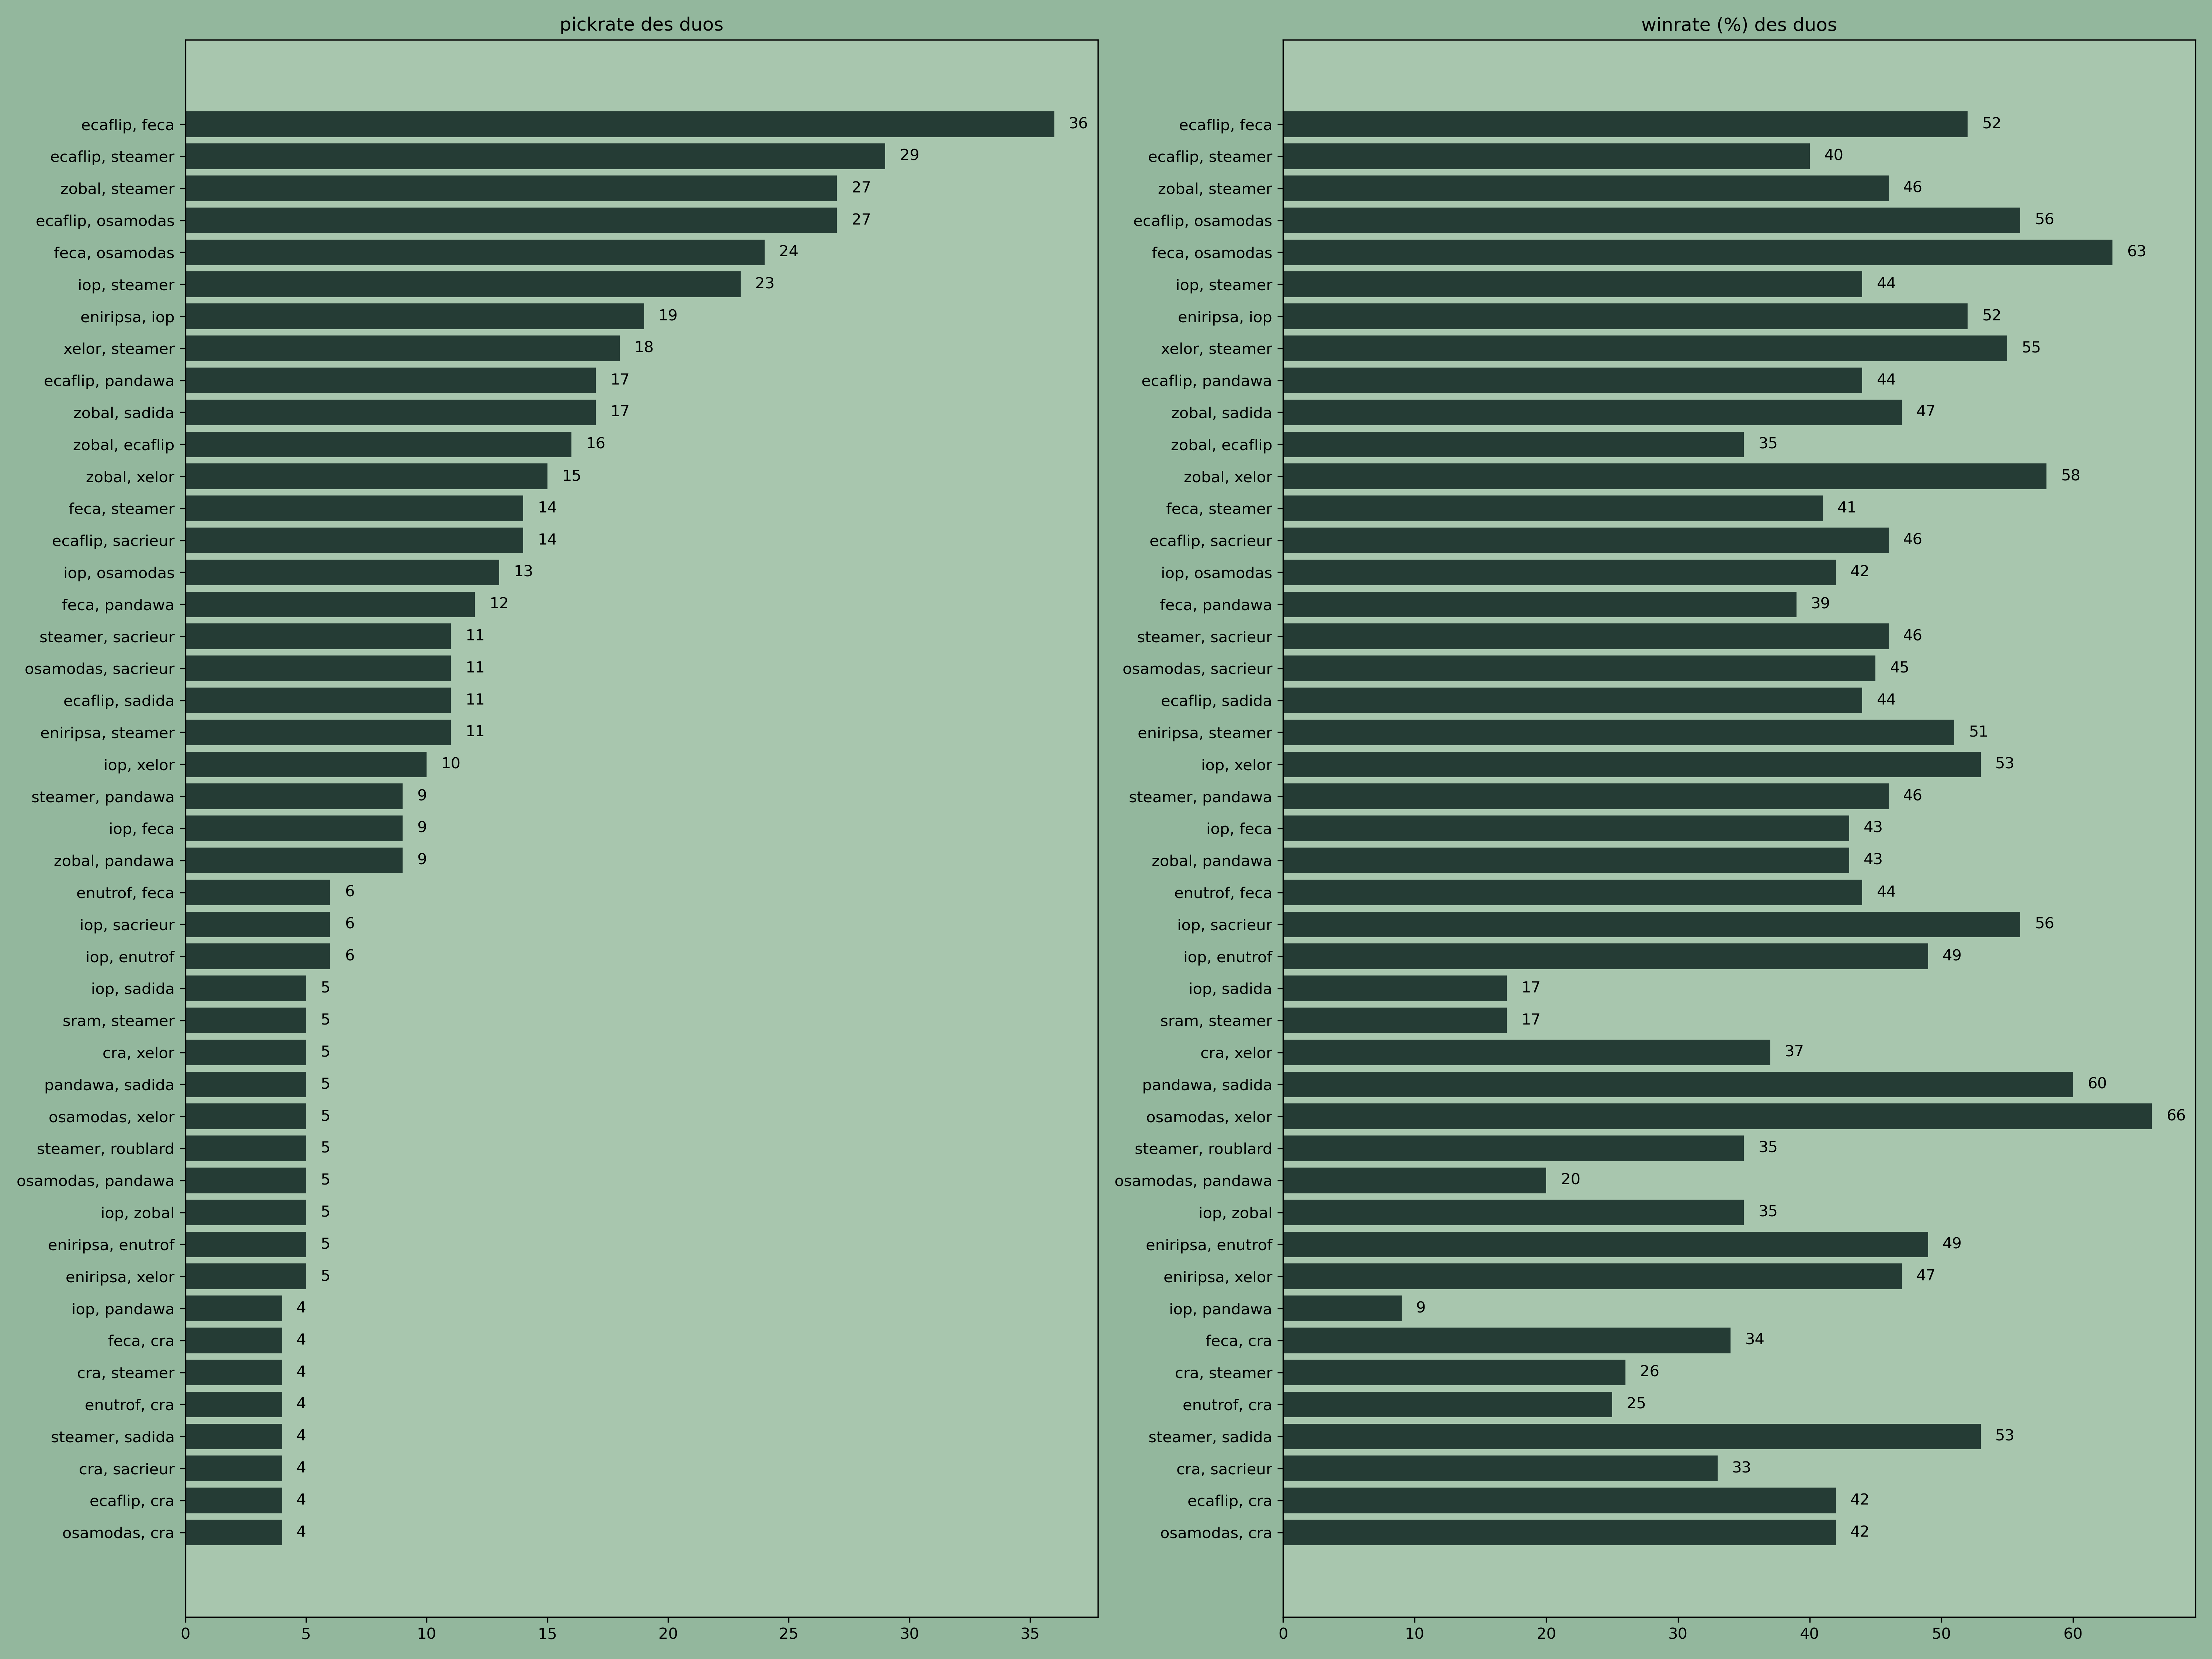 pickrate des duos
ecaflip, feca 36
ecaflip, steamer 29
zobal, steamer 27
ecaflip, osamodas 27
feca, osamodas 24
iop, steamer 23
eniripsa, iop 19
xelor, steamer 18
ecaflip, pandawa 17
zobal, sadida 17
zobal, ecaflip 16
zobal, xelor 15
feca, steamer 14
ecaflip, sacrieur 14
iop, osamodas 13
feca, pandawa 12
steamer, sacrieur 11
osamodas, sacrieur 11
ecaflip, sadida 11
eniripsa, steamer 11
iop, xelor 10
steamer, pandawa 9
iop, feca 9
zobal, pandawa 9
enutrof, feca 6
iop, sacrieur 6
iop, enutrof 6
iop, sadida 5
sram, steamer 5
cra, xelor 5
pandawa, sadida 5
osamodas, xelor 5
steamer, roublard 5
osamodas, pandawa 5
iop, zobal 5
eniripsa, enutrof 5
eniripsa, xelor 5
iop, pandawa 4
feca, cra 4
cra, steamer 4
enutrof, cra 4
steamer, sadida 4
cra, sacrieur 4
ecaflip, cra 4
osamodas, cra 4
0 5 10 15 20 25 30 35
winrate (%) des duos
ecaflip, feca 52
ecaflip, steamer 40
zobal, steamer 46
ecaflip, osamodas 56
feca, osamodas 63
iop, steamer 44
eniripsa, iop 52
xelor, steamer 55
ecaflip, pandawa 44
zobal, sadida 47
zobal, ecaflip 35
zobal, xelor 58
feca, steamer 41
ecaflip, sacrieur 46
iop, osamodas 42
feca, pandawa 39
steamer, sacrieur 46
osamodas, sacrieur 45
ecaflip, sadida 44
eniripsa, steamer 51
iop, xelor 53
steamer, pandawa 46
iop, feca 43
zobal, pandawa 43
enutrof, feca 44
iop, sacrieur 56
iop, enutrof 49
iop, sadida 17
sram, steamer 17
cra, xelor 37
pandawa, sadida 60
osamodas, xelor 66
steamer, roublard 35
osamodas, pandawa 20
iop, zobal 35
eniripsa, enutrof 49
eniripsa, xelor 47
iop, pandawa 9
feca, cra 34
cra, steamer 26
enutrof, cra 25
steamer, sadida 53
cra, sacrieur 33
ecaflip, cra 42
osamodas, cra 42
0 10 20 30 40 50 60